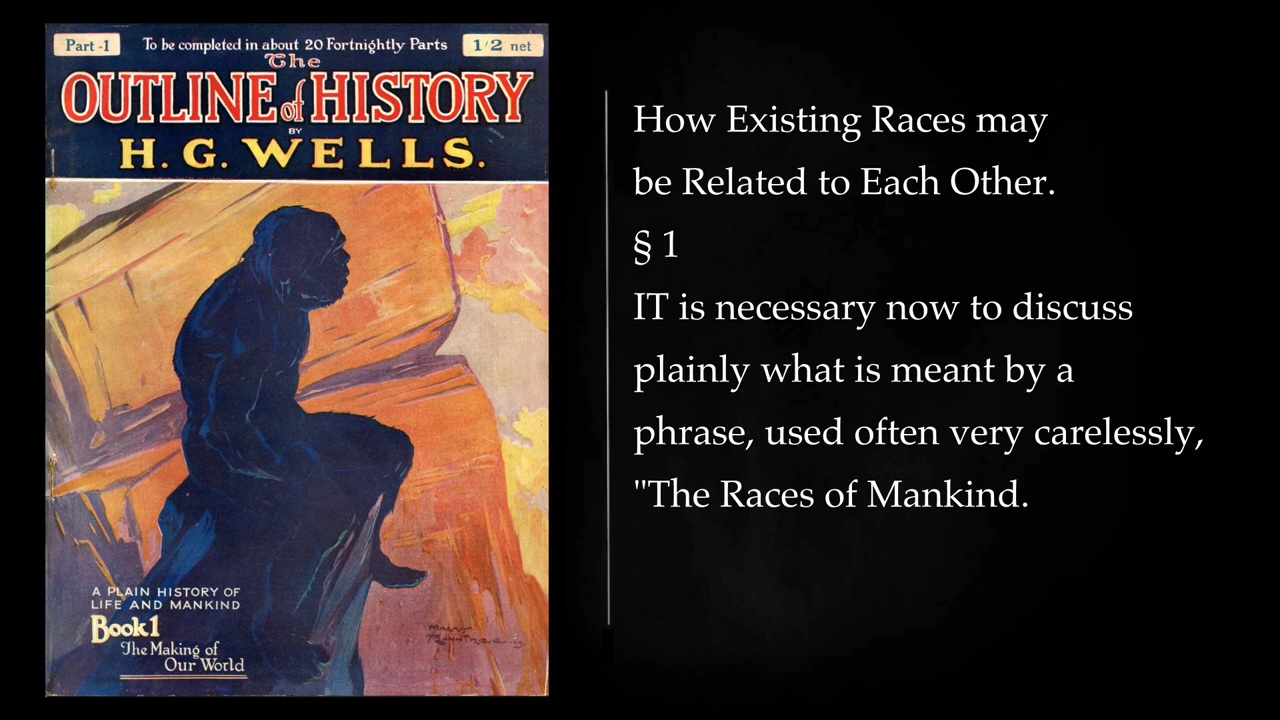 Part -1
To be completed in about 20 Fortnightly Parts
1/2 net
The
OUTLINE of HISTORY
BY
H. G. WELLS.
A PLAIN HISTORY OF
LIFE AND MANKIND
Book 1
The Making of
Our World
How Existing Races may
be Related to Each Other.
§ 1
IT is necessary now to discuss
plainly what is meant by a
phrase, used often very carelessly,
"The Races of Mankind.